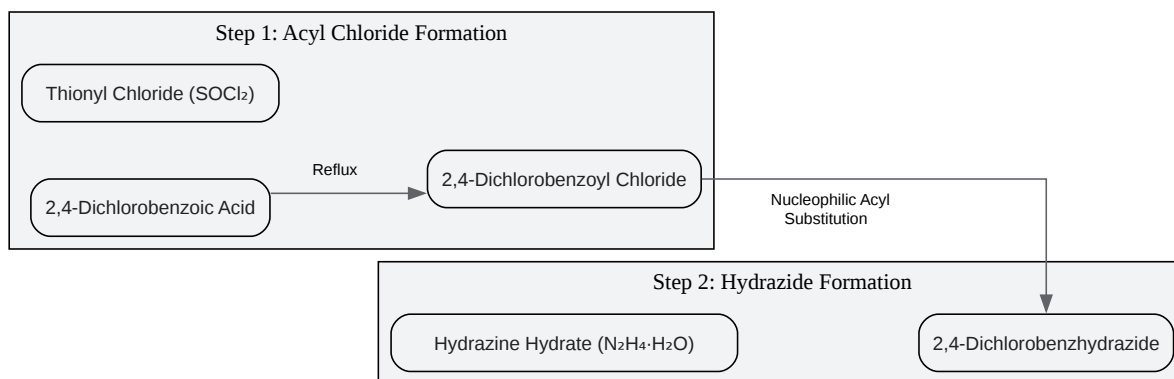 Step 1: Acyl Chloride Formation
Thionyl Chloride (SOCl₂)
2,4-Dichlorobenzoic Acid
Reflux
2,4-Dichlorobenzoyl Chloride
Nucleophilic Acyl
Substitution
Step 2: Hydrazide Formation
Hydrazine Hydrate (N₂H₄·H₂O)
2,4-Dichlorobenzhydrazide